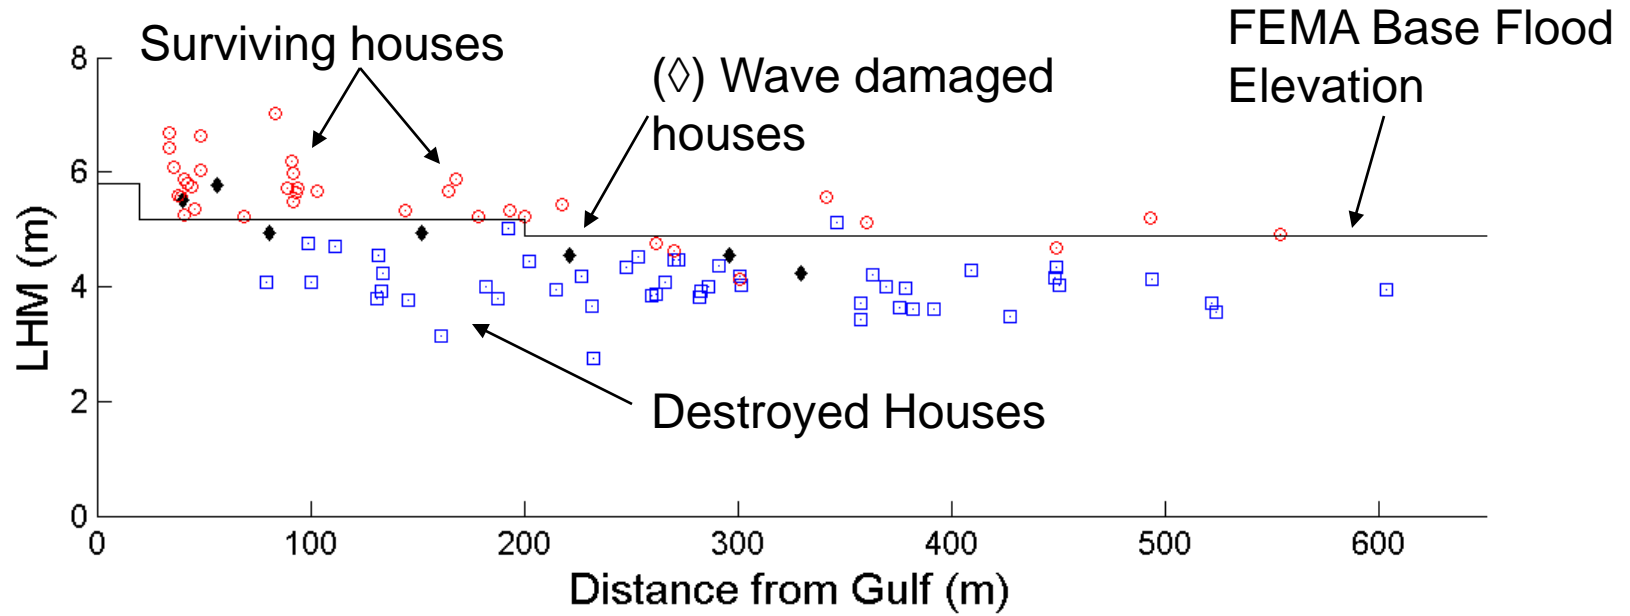 Surviving houses
(◊) Wave damaged
houses
FEMA Base Flood
Elevation
Destroyed Houses
LHM (m)
8
6
4
2
0
0 100 200 300 400 500 600
Distance from Gulf (m)